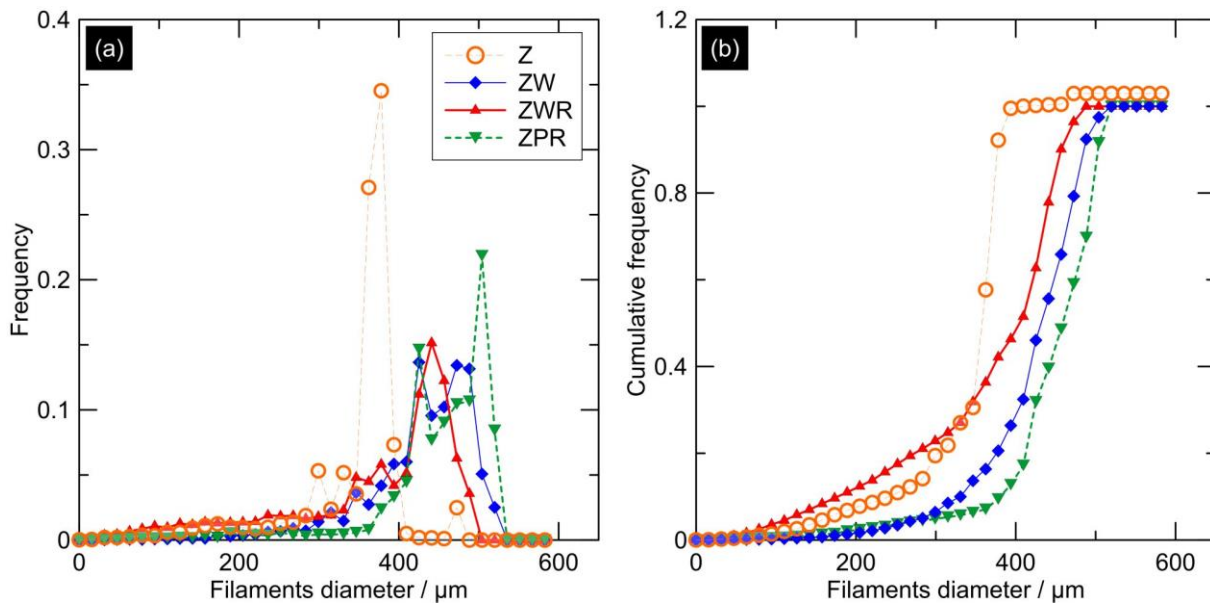 (a)
0.4
0.3
0.2
0.1
0
Frequency
Z
ZW
ZWR
ZPR
0
200
400
600
Filaments diameter / µm
(b)
1.2
0.8
0.4
0
Cumulative frequency
0
200
400
600
Filaments diameter / µm